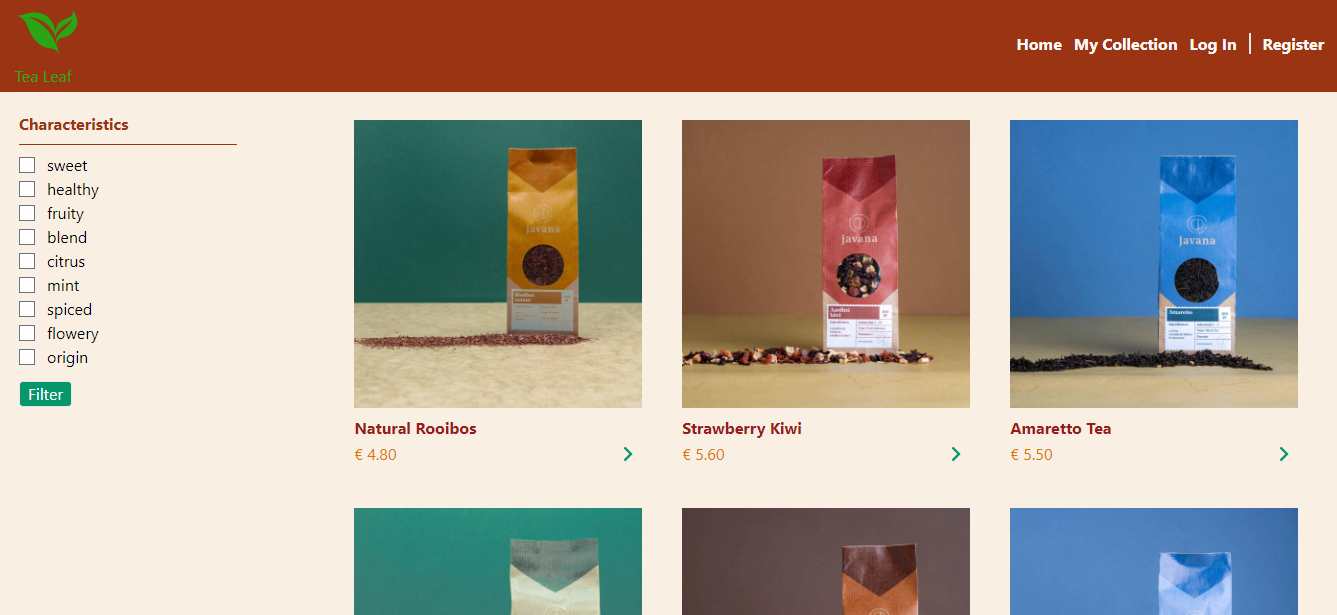 Tea Leaf
Home My Collection Log In Register
Characteristics
sweet
healthy
fruity
blend
citrus
mint
spiced
flowery
origin
Filter
javana
Natural Rooibos
€ 4.80
javana
Strawberry Kiwi
€ 5.60
javana
Amaretto
Amaretto Tea
€ 5.50